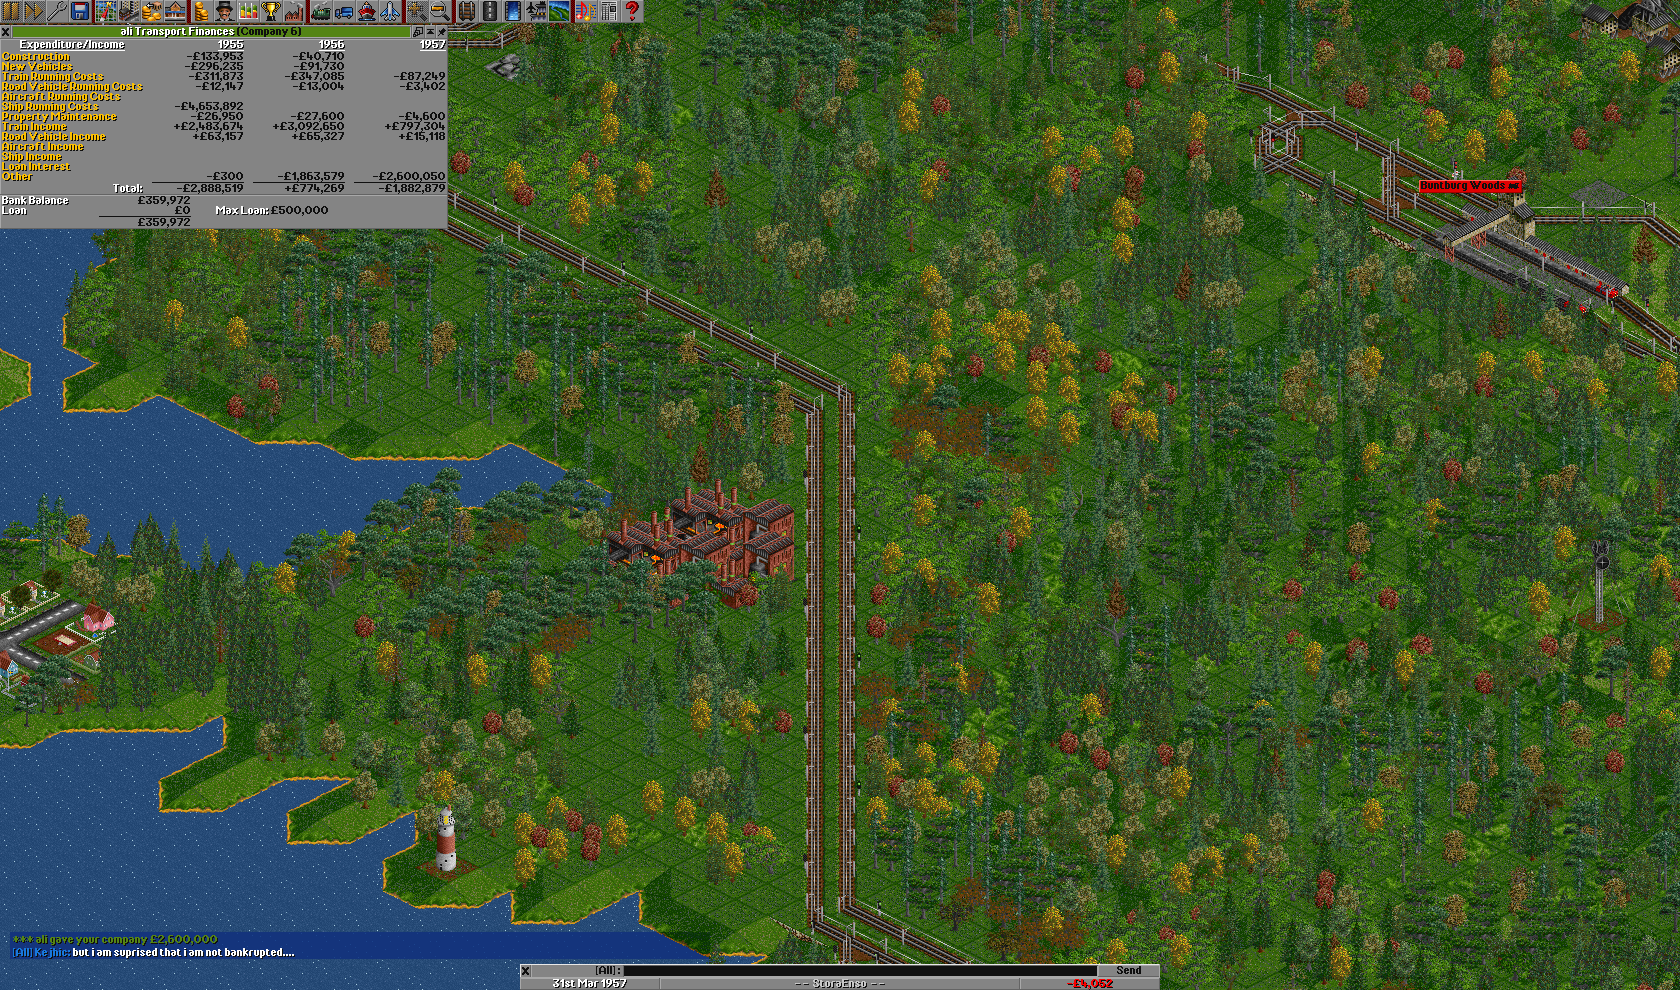 ali Transport Finances (Company 6)
Expenditure/Income 1955 1956 1957
Construction -£133,953 -£40,710
New Vehicles -£296,235 -£91,730
Train Running Costs -£311,873 -£347,085 -£87,249
Road Vehicle Running Costs -£12,147 -£13,004 -£3,402
Aircraft Running Costs
Ship Running Costs -£4,653,892
Property Maintenance -£26,950 -£27,600 -£4,600
Train Income +£2,483,674 +£3,092,650 +£797,304
Road Vehicle Income +£63,157 +£65,327 +£15,118
Aircraft Income
Ship Income
Loan Interest
Other -£300 -£1,863,579 -£2,600,050
Total: -£2,888,519 +£774,269 -£1,882,879
Bank Balance £359,972
Loan £0 Max Loan: £500,000
£359,972
Buntburg Woods
*** ali gave your company £2,600,000
[All] Kejhic: but i am suprised that i am not bankrupted....
[All]: Send
31st Mar 1957 -- StoraEnso -- -£4,062